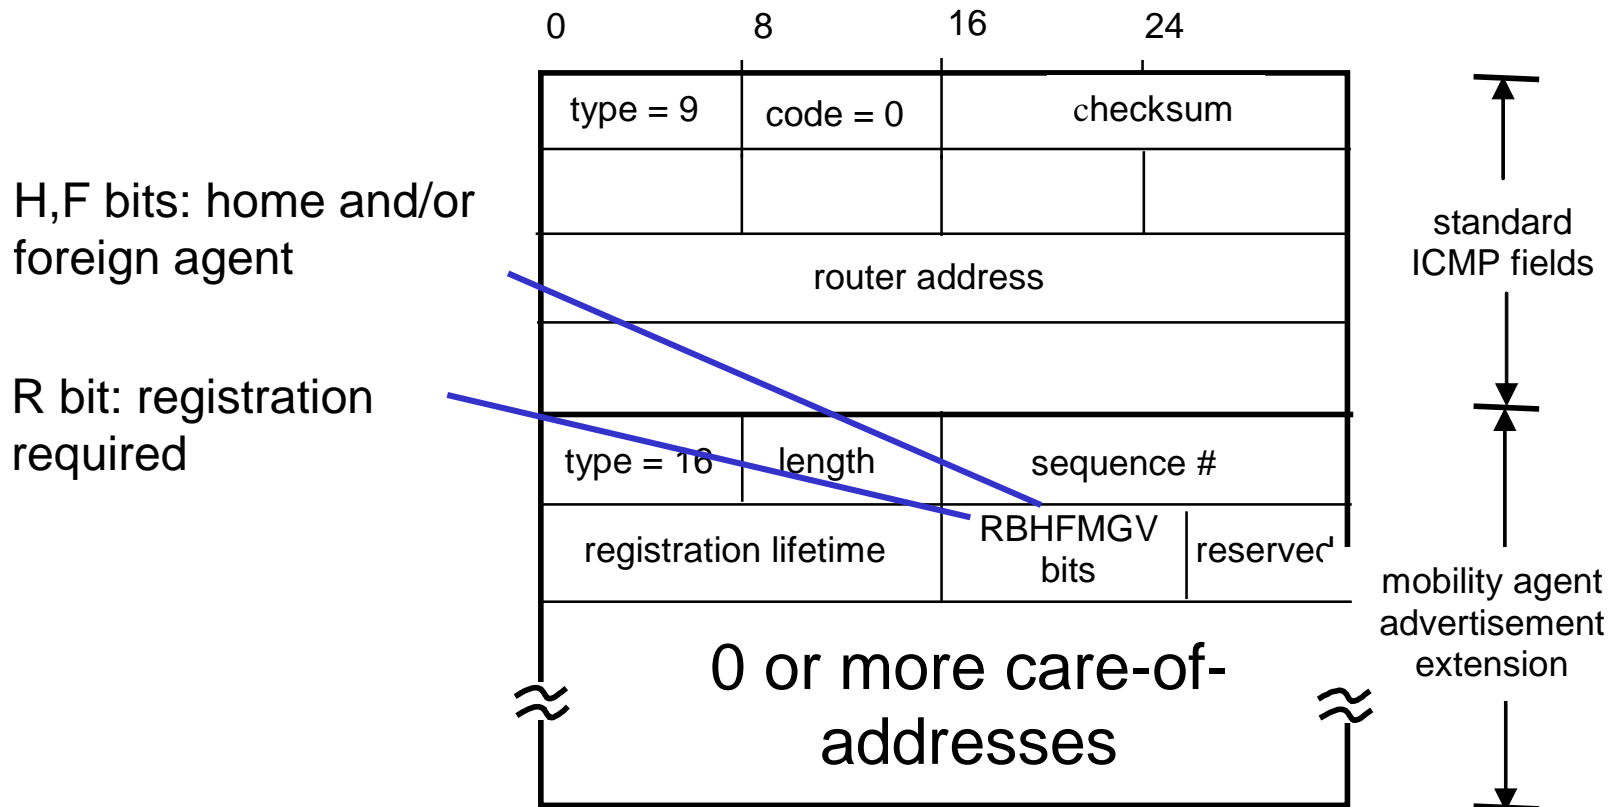 0 8 16 24
type = 9 code = 0 checksum
H,F bits: home and/or
foreign agent
standard
ICMP fields
router address
R bit: registration
required
type = 16 length sequence #
registration lifetime
RBHFMGV
bits
reserved
mobility agent
advertisement
extension
0 or more care-of-
addresses